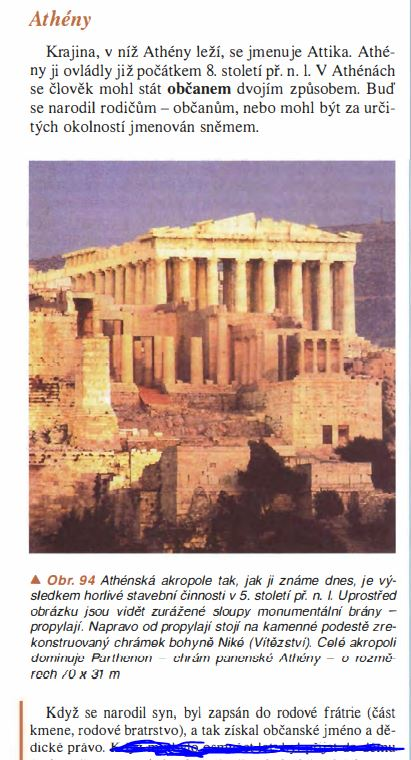 Athény
Krajina, v níž Athény leží, se jmenuje Attika. Athé-
ny ji ovládly již počátkem 8. století př. n. l. V Athénách
se člověk mohl stát občanem dvojím způsobem. Buď
se narodil rodičům – občanům, nebo mohl být za urči-
tých okolností jmenován sněmem.
▲ Obr. 94 Athénská akropole tak, jak ji známe dnes, je vý-
sledkem horlivé stavební činnosti v 5. století př. n. l. Uprostřed
obrázku jsou vidět zurážené sloupy monumentální brány –
propylají. Napravo od propylají stojí na kamenné podestě zre-
konstruovaný chrámek bohyně Niké (Vítězství). Celé akropoli
dominuje Parthenón – chrám panenské Athény – o rozmě-
rech 70 x 31 m
Když se narodil syn, byl zapsán do rodové frátrie (část
kmene, rodové bratrstvo), a tak získal občanské jméno a dě-
dické právo.